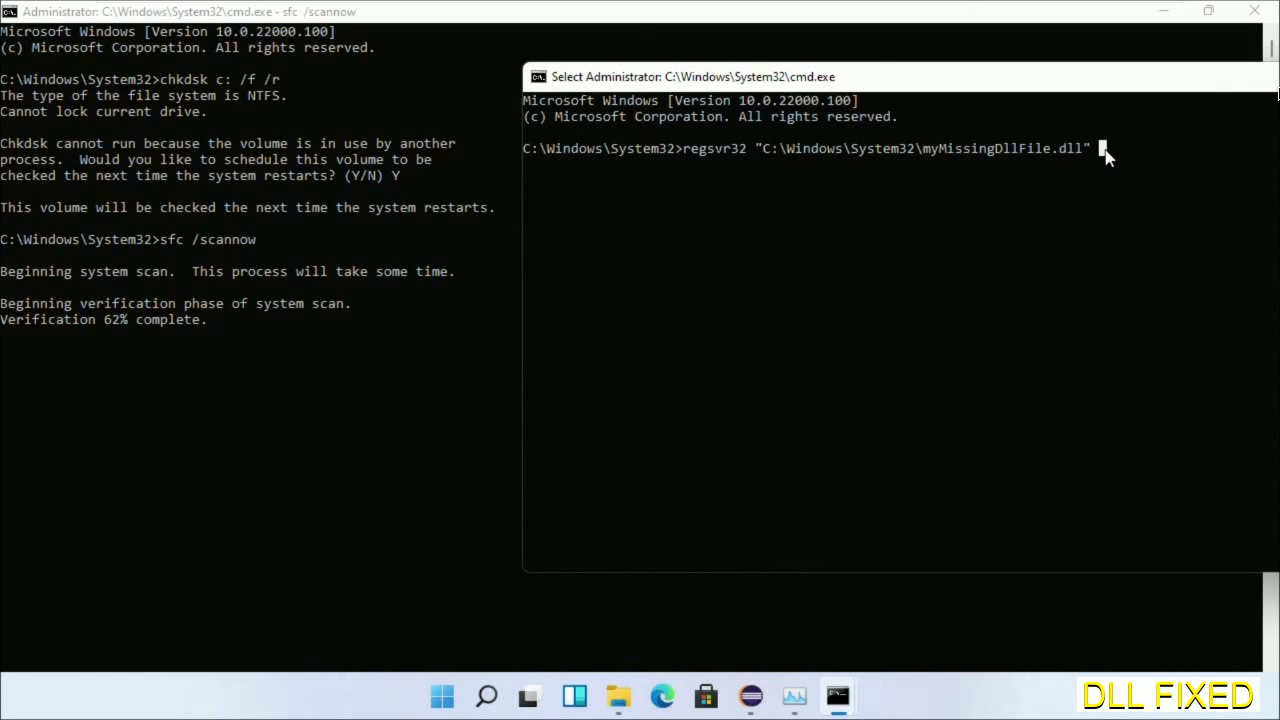 Administrator: C:\Windows\System32\cmd.exe - sfc /scannow
Microsoft Windows [Version 10.0.22000.100]
(c) Microsoft Corporation. All rights reserved.
C:\Windows\System32>chkdsk c: /f /r
The type of the file system is NTFS.
Cannot lock current drive.
Chkdsk cannot run because the volume is in use by another
process.  Would you like to schedule this volume to be
checked the next time the system restarts? (Y/N) Y
This volume will be checked the next time the system restarts.
C:\Windows\System32>sfc /scannow
Beginning system scan.  This process will take some time.
Beginning verification phase of system scan.
Verification 62% complete.
Select Administrator: C:\Windows\System32\cmd.exe
Microsoft Windows [Version 10.0.22000.100]
(c) Microsoft Corporation. All rights reserved.
C:\Windows\System32>regsvr32 "C:\Windows\System32\myMissingDllFile.dll"
DLL FIXED